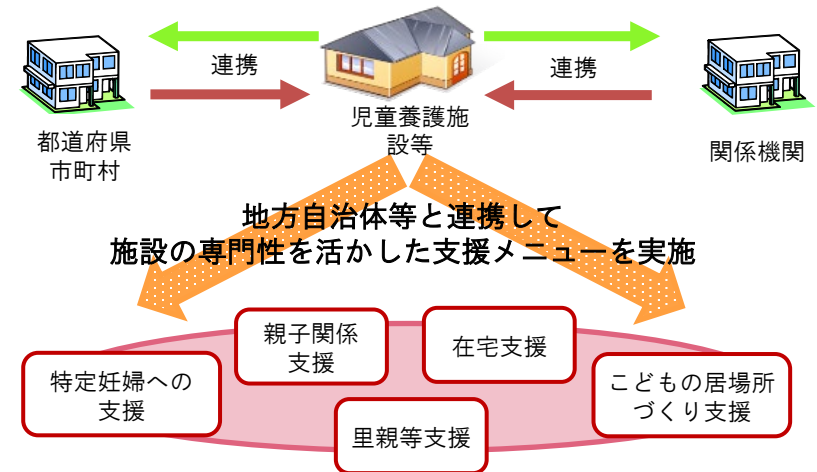 連携
連携
児童養護施
設等
都道府県
市町村
関係機関
地方自治体等と連携して
施設の専門性を活かした支援メニューを実施
親子関係
支援
在宅支援
特定妊婦への
支援
こどもの居場所
づくり支援
里親等支援